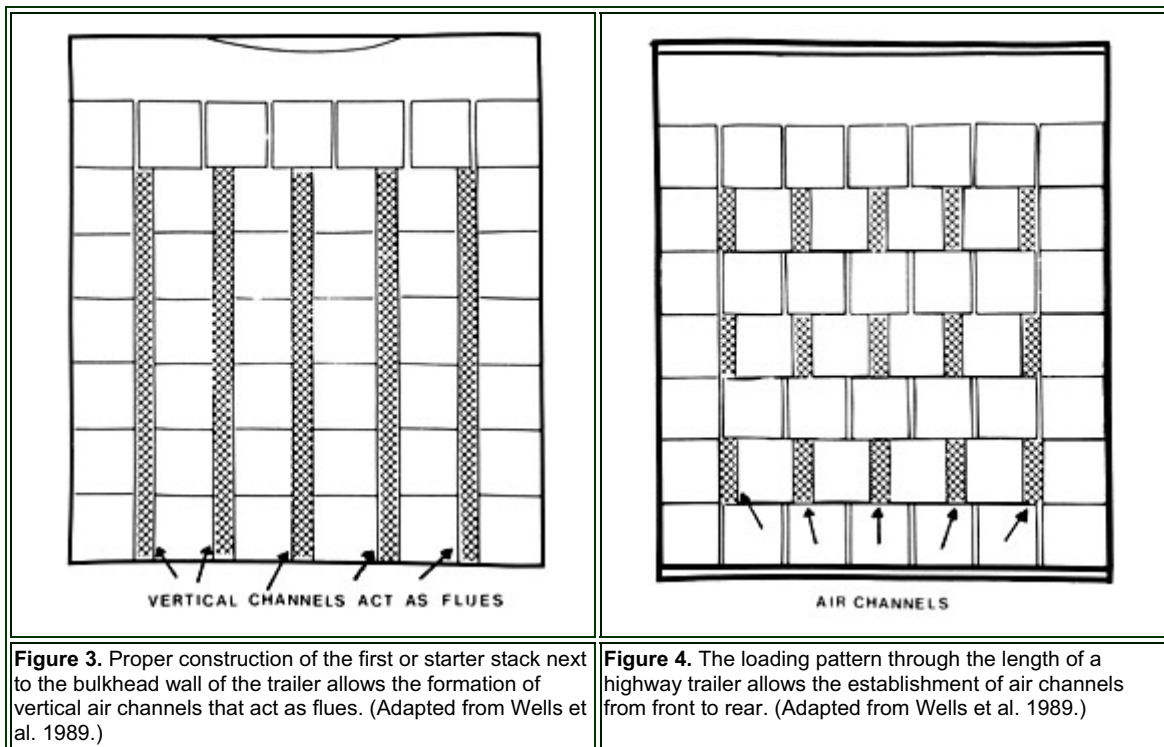 VERTICAL CHANNELS ACT AS FLUES
AIR CHANNELS
Figure 3. Proper construction of the first or starter stack next
to the bulkhead wall of the trailer allows the formation of
vertical air channels that act as flues. (Adapted from Wells et
al. 1989.)
Figure 4. The loading pattern through the length of a
highway trailer allows the establishment of air channels
from front to rear. (Adapted from Wells et al. 1989.)